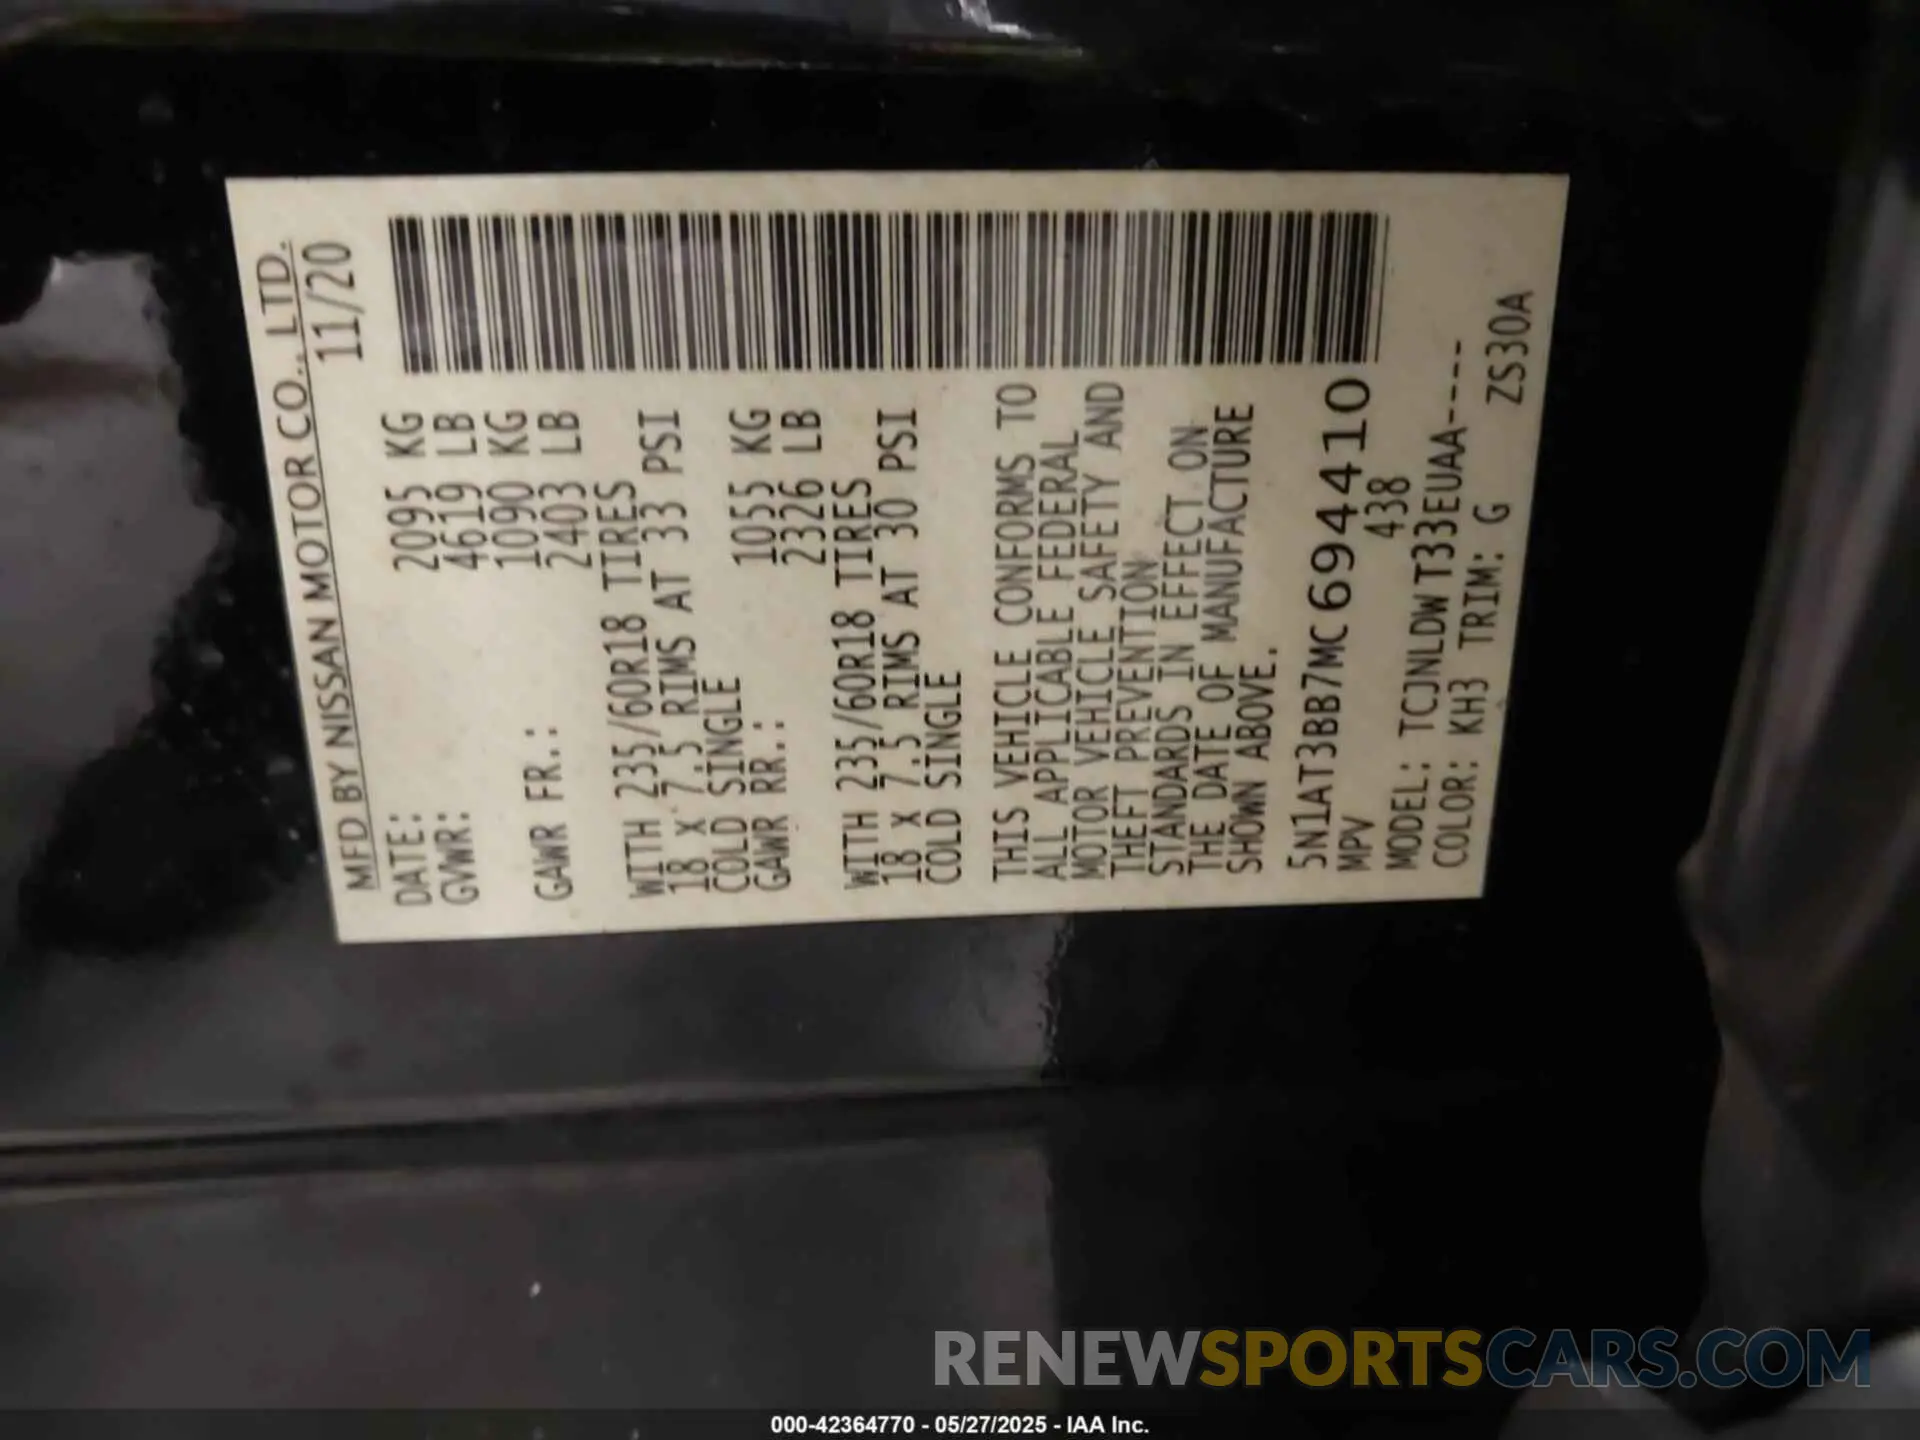 MFD BY NISSAN MOTOR CO., LTD.
DATE: 11/20
GVWR: 2095 KG
4619 LB
GAWR FR.: 1090 KG
2403 LB
WITH 235/60R18 TIRES
18 X 7.5 RIMS AT 33 PSI
COLD SINGLE
GAWR RR.: 1055 KG
2326 LB
WITH 235/60R18 TIRES
18 X 7.5 RIMS AT 30 PSI
COLD SINGLE
THIS VEHICLE CONFORMS TO
ALL APPLICABLE FEDERAL
MOTOR VEHICLE SAFETY AND
THEFT PREVENTION
STANDARDS IN EFFECT ON
THE DATE OF MANUFACTURE
SHOWN ABOVE.
5N1AT3BB7MC694410
MPV 438
MODEL: TCJNLDWT33EUAA----
COLOR: KH3 TRIM: G ZS30A
RENEWSPORTSCARS.COM
000-42364770 - 05/27/2025 - IAA Inc.